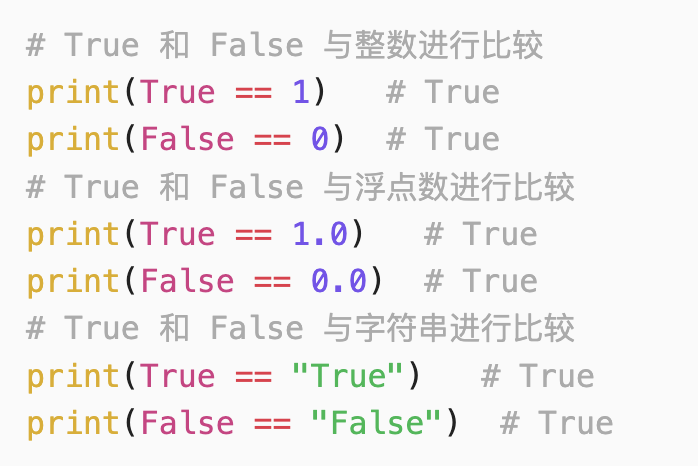 # True 和 False 与整数进行比较
print(True == 1)   # True
print(False == 0)  # True
# True 和 False 与浮点数进行比较
print(True == 1.0)   # True
print(False == 0.0)  # True
# True 和 False 与字符串进行比较
print(True == "True")   # True
print(False == "False")  # True